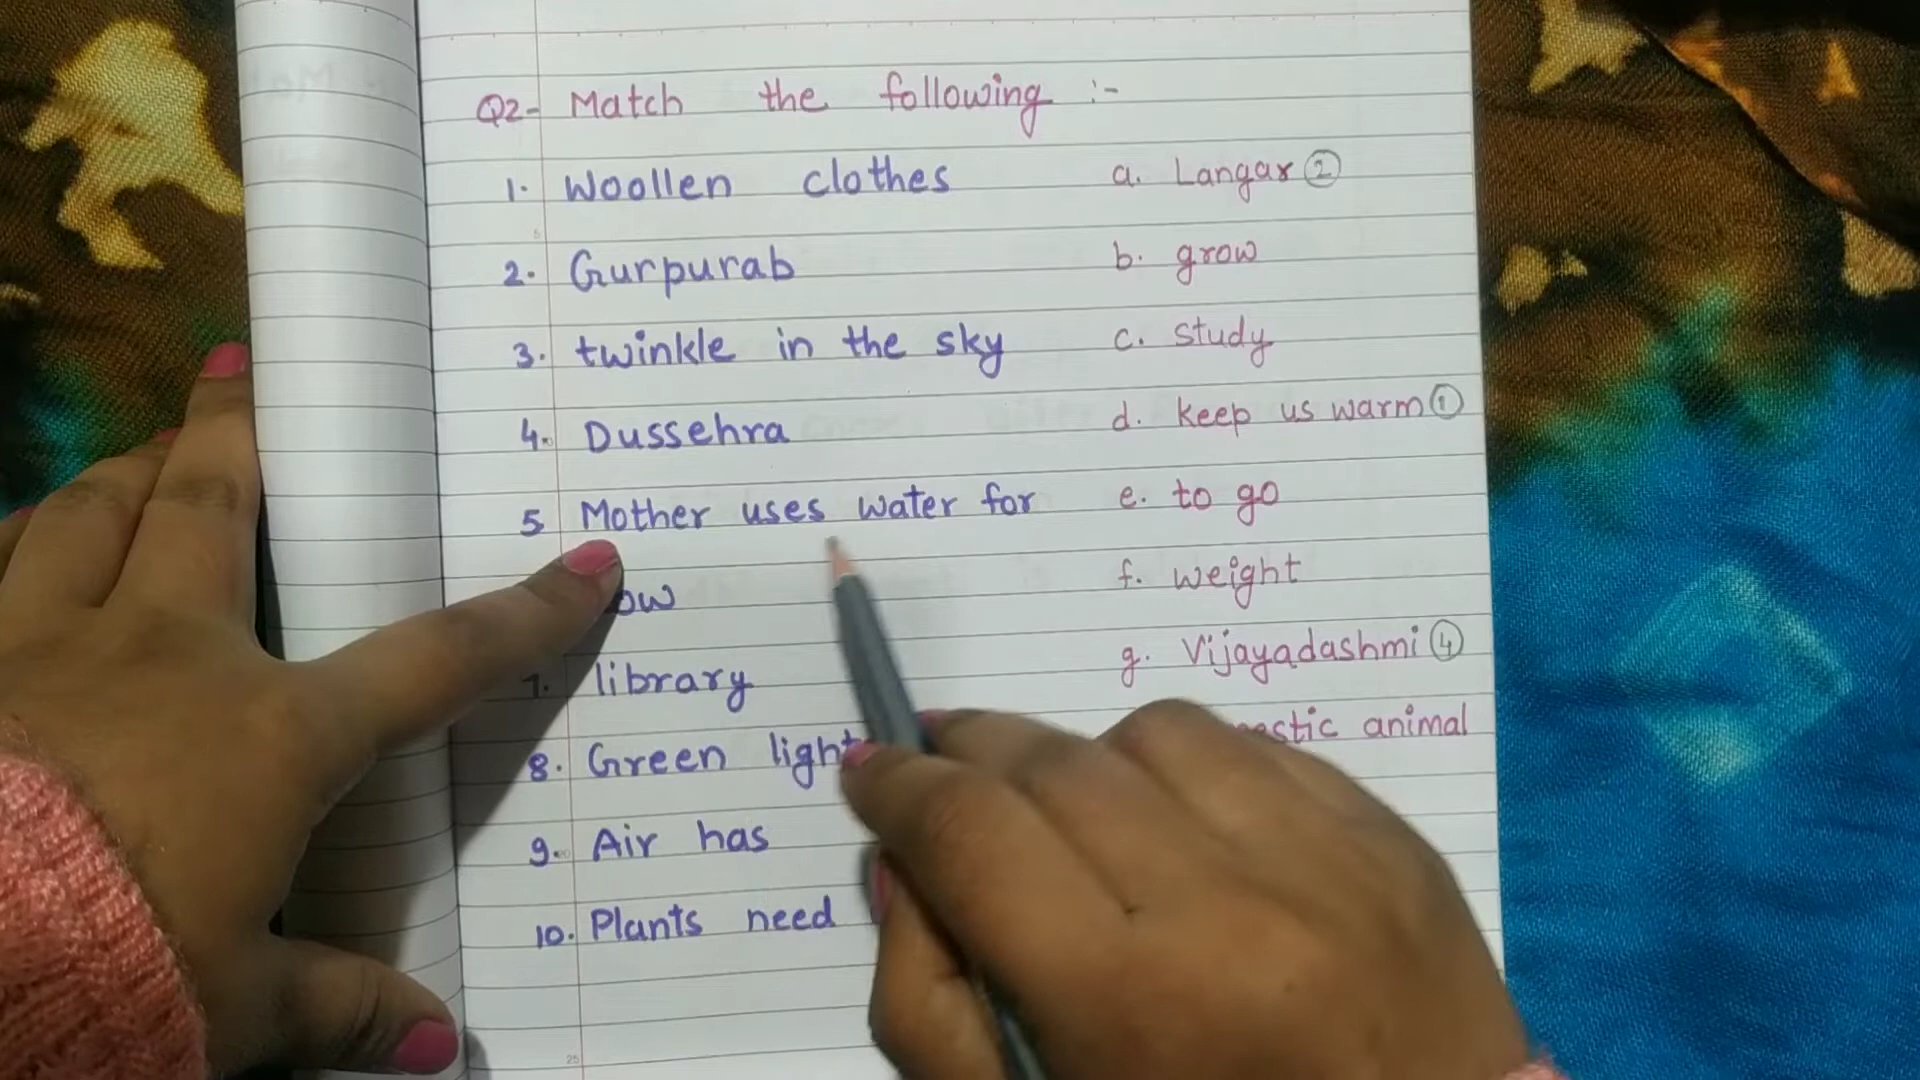 Q2- Match the following :-
1. Woollen clothes a. Langar ②
2. Gurpurab b. grow
3. twinkle in the sky c. study
4. Dussehra d. keep us warm ①
5 Mother uses water for e. to go
f. weight
7. library g. Vijayadashmi ④
8. Green light animal
9. Air has
10. Plants need
25